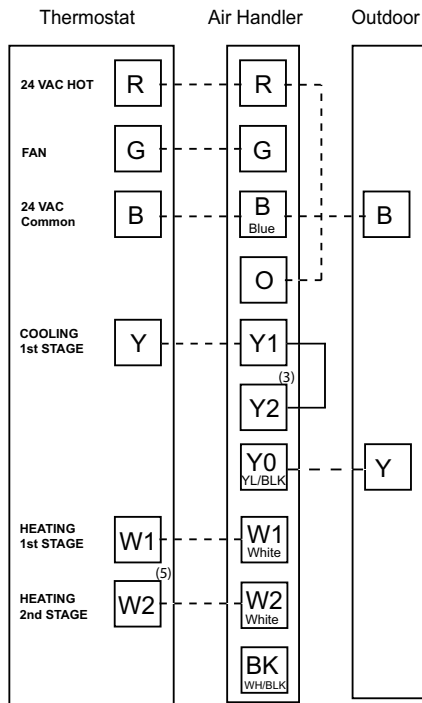 Thermostat Air Handler Outdoor
24 VAC HOT R R
FAN G G
24 VAC
Common B B B
Blue
O
COOLING
1st STAGE Y Y1
(3)
Y2
Y0 Y
YL/BLK
HEATING
1st STAGE W1 W1
White
(5)
HEATING
2nd STAGE W2 W2
White
BK
WH/BLK